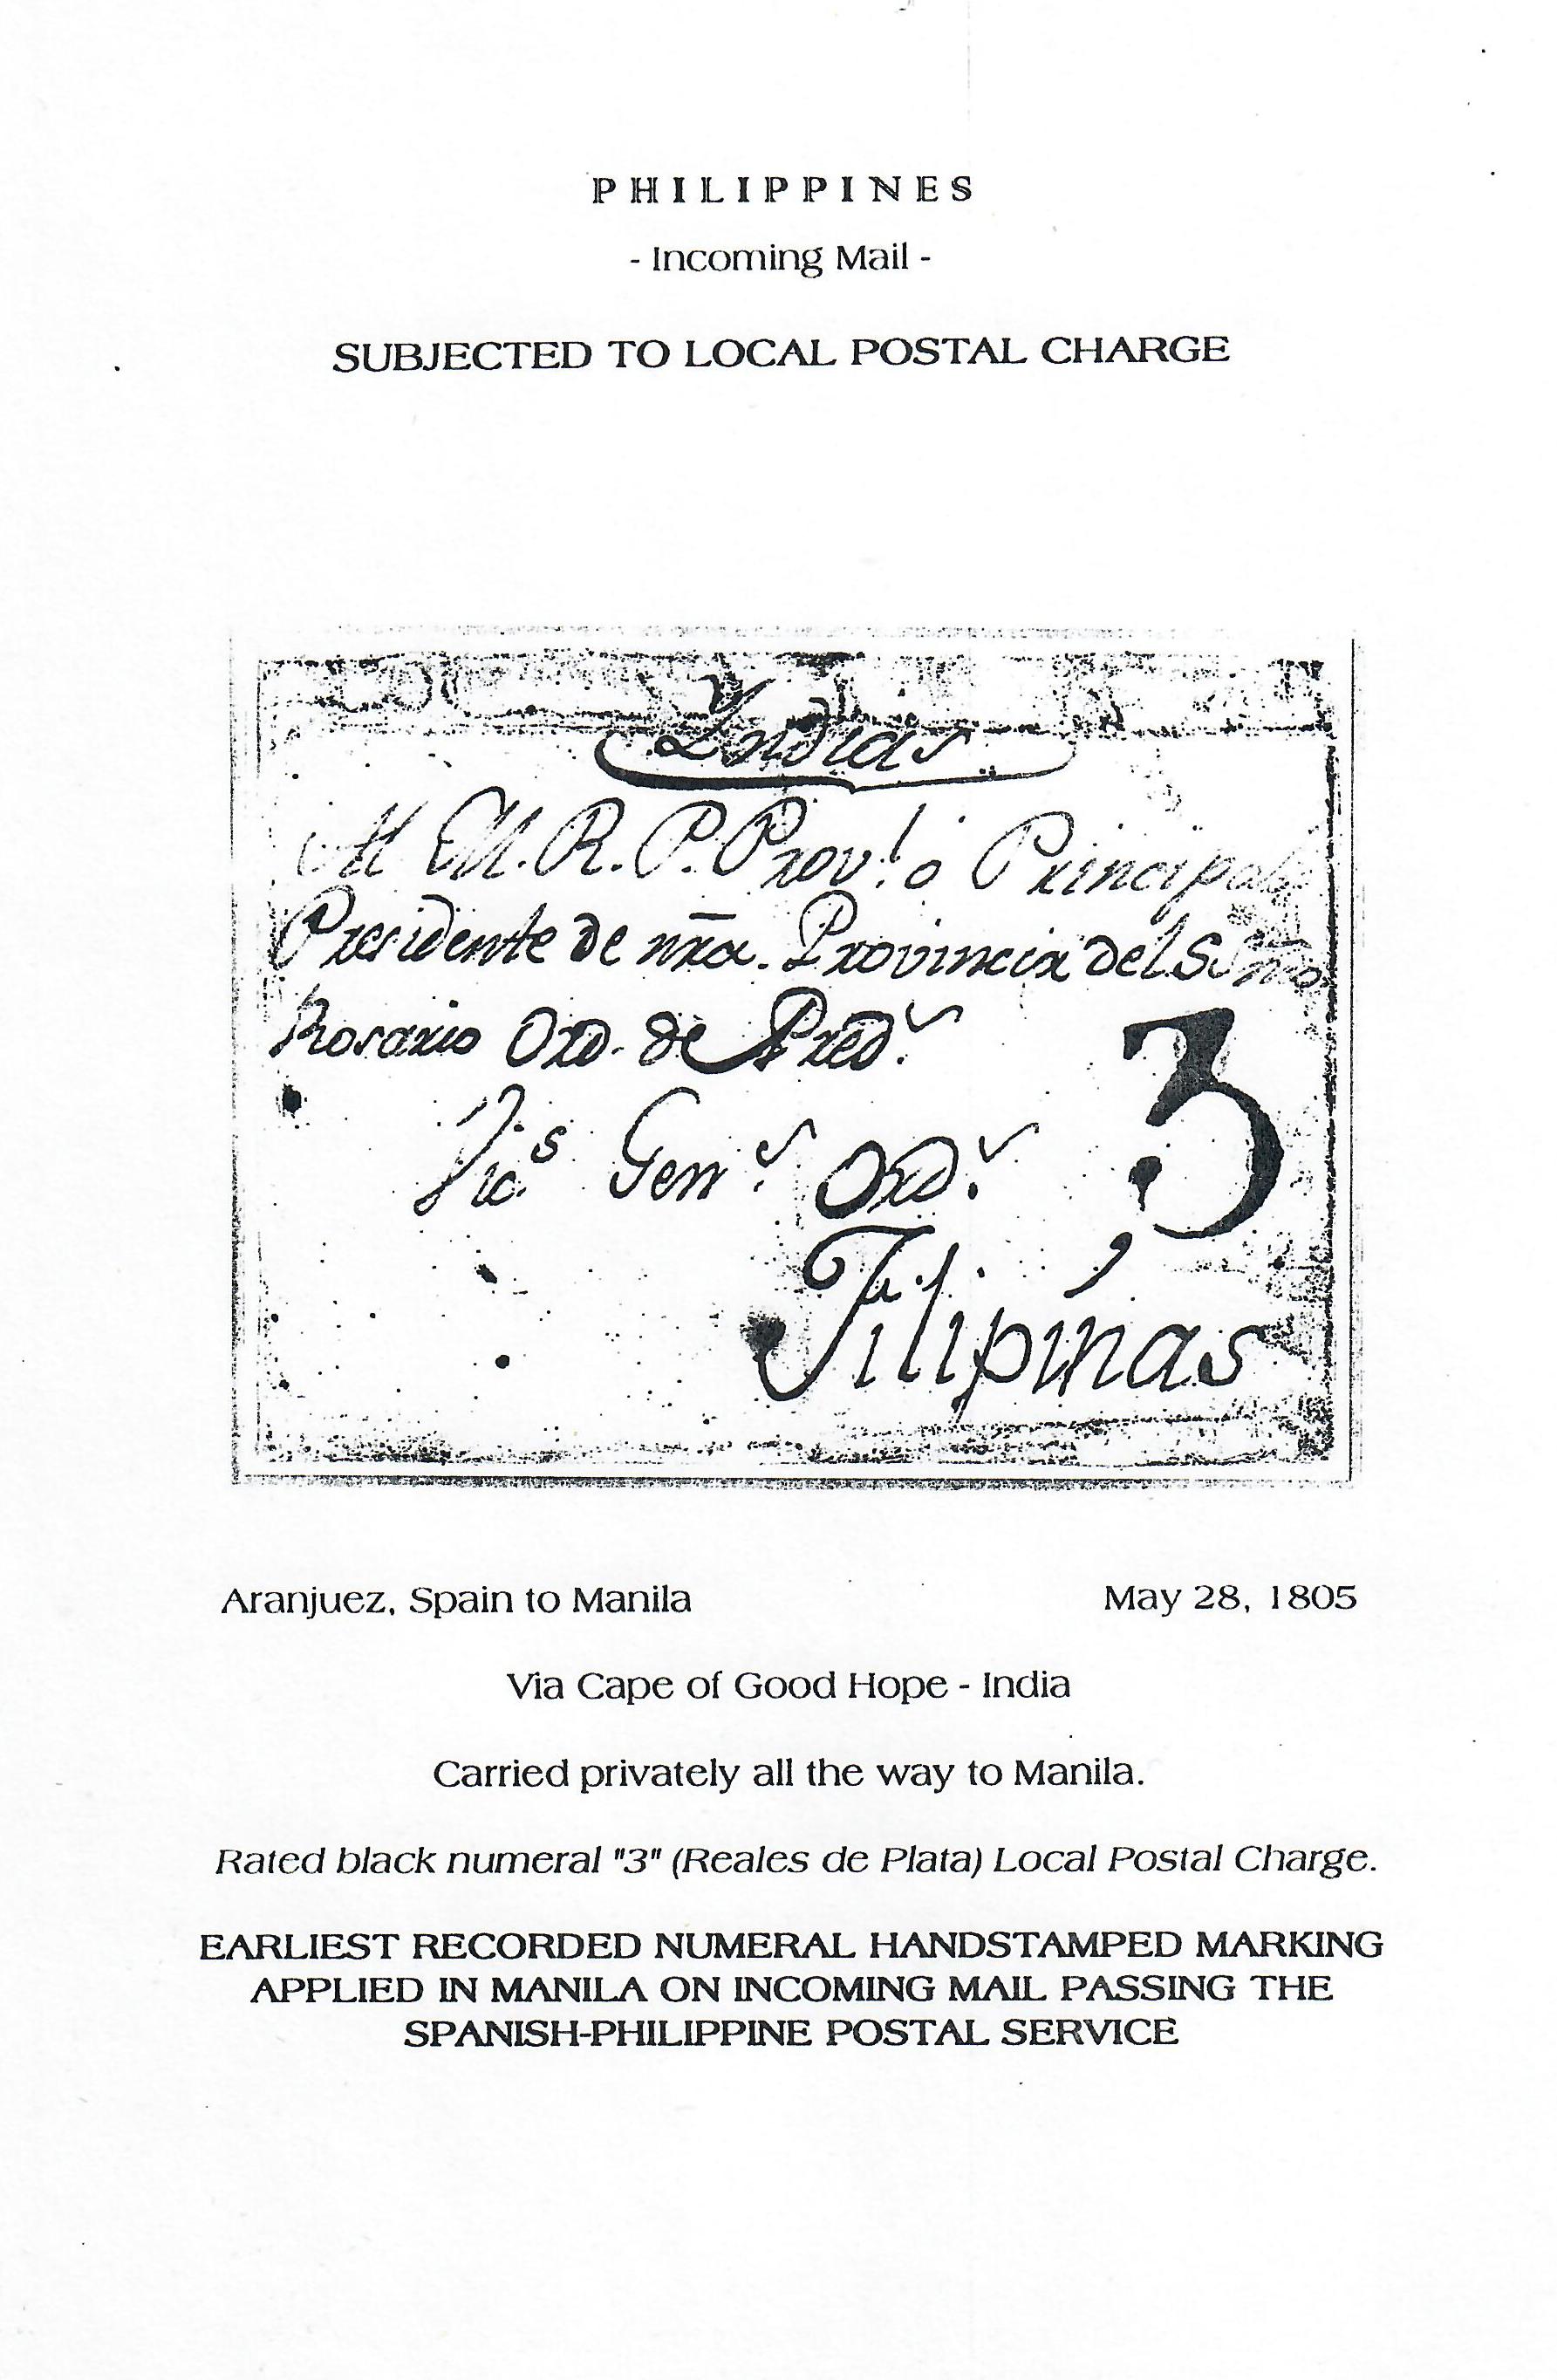 PHILIPPINES
- Incoming Mail -
SUBJECTED TO LOCAL POSTAL CHARGE
Yndias
Al M. R. P. Prov.l o Principal
Presidente de nra. Provincia del S.mo
Rosario Ord. de Pred.s
3
Vic.s Gen.s Ord.s
Filipinas
Aranjuez, Spain to Manila May 28, 1805
Via Cape of Good Hope - India
Carried privately all the way to Manila.
Rated black numeral "3" (Reales de Plata) Local Postal Charge.
EARLIEST RECORDED NUMERAL HANDSTAMPED MARKING
APPLIED IN MANILA ON INCOMING MAIL PASSING THE
SPANISH-PHILIPPINE POSTAL SERVICE